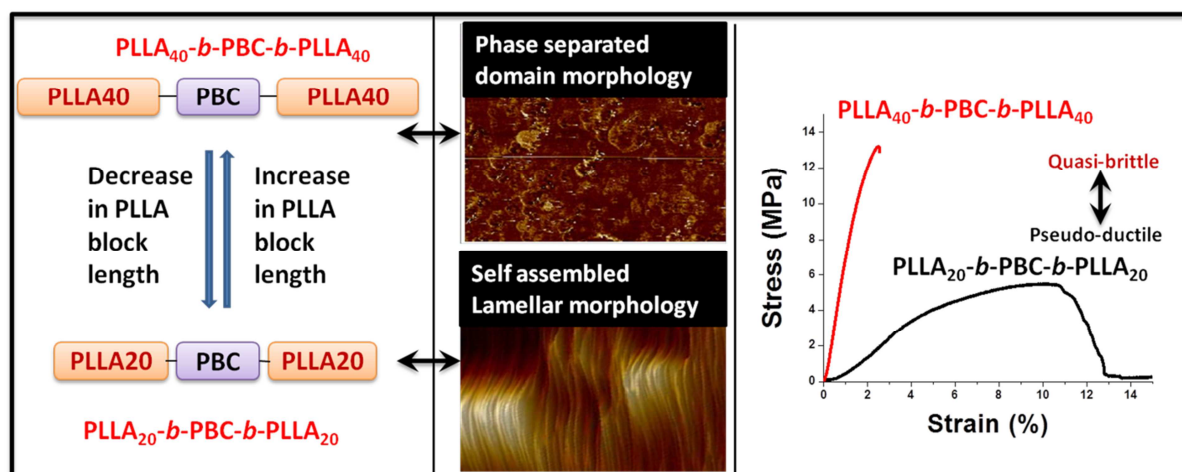 PLLA₄₀-b-PBC-b-PLLA₄₀
PLLA40
PBC
PLLA40
Decrease
in PLLA
block
length
Increase
in PLLA
block
length
PLLA20
PBC
PLLA20
PLLA₂₀-b-PBC-b-PLLA₂₀
Phase separated
domain morphology
Self assembled
Lamellar morphology
PLLA₄₀-b-PBC-b-PLLA₄₀
Quasi-brittle
Pseudo-ductile
PLLA₂₀-b-PBC-b-PLLA₂₀
Stress (MPa)
14
12
10
8
6
4
2
0
0 2 4 6 8 10 12 14
Strain (%)